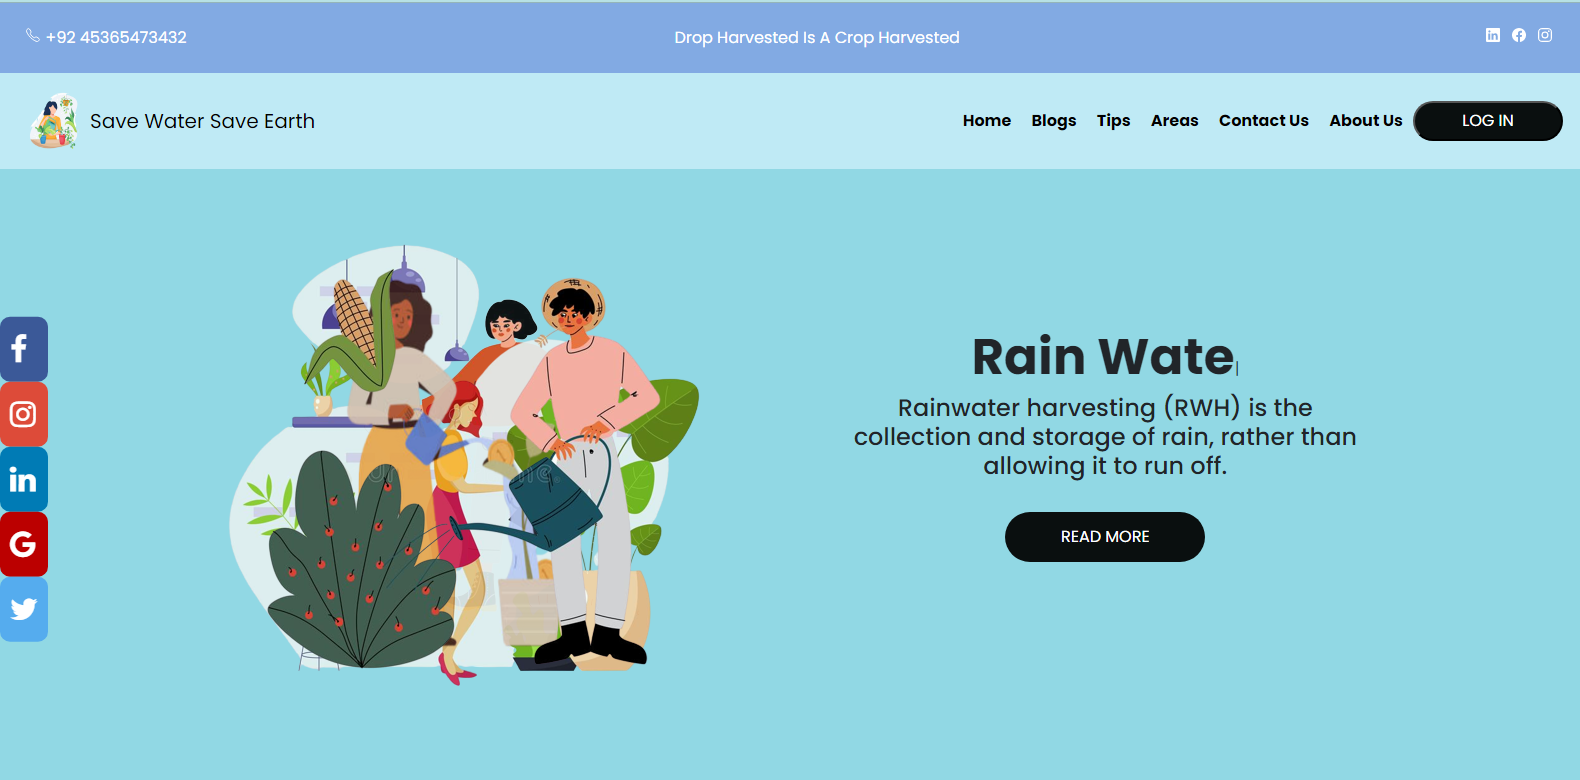 +92 45365473432
Drop Harvested Is A Crop Harvested
Save Water Save Earth
Home Blogs Tips Areas Contact Us About Us LOG IN
Rain Wate
Rainwater harvesting (RWH) is the
collection and storage of rain, rather than
allowing it to run off.
READ MORE